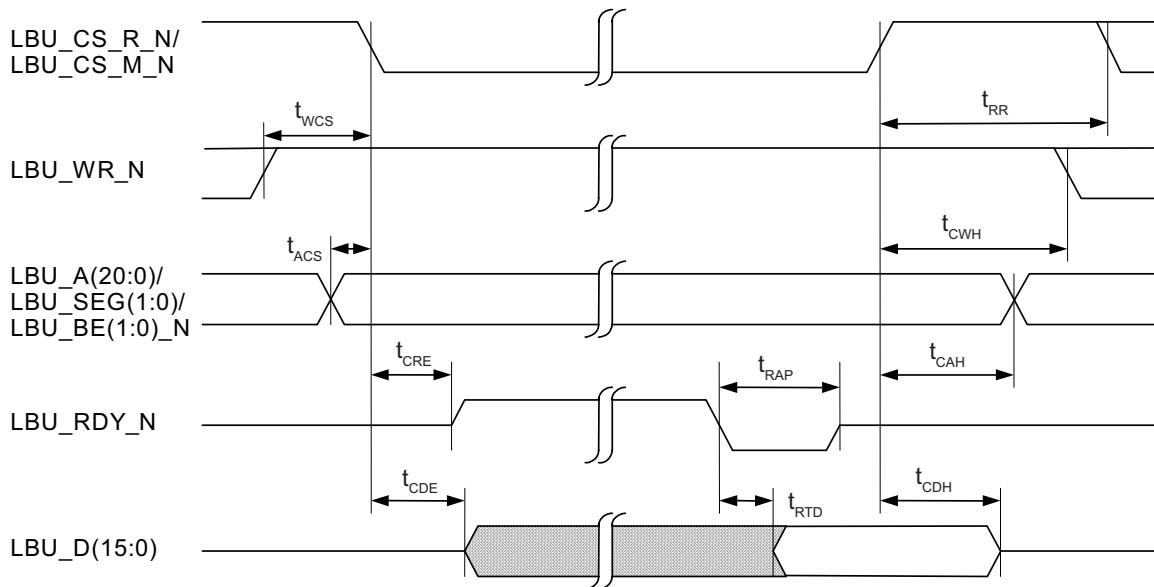 LBU_CS_R_N/
LBU_CS_M_N
tWCS
tRR
LBU_WR_N
tACS
tCWH
LBU_A(20:0)/
LBU_SEG(1:0)/
LBU_BE(1:0)_N
tCRE
tRAP
tCAH
LBU_RDY_N
tCDE
tRTD
tCDH
LBU_D(15:0)